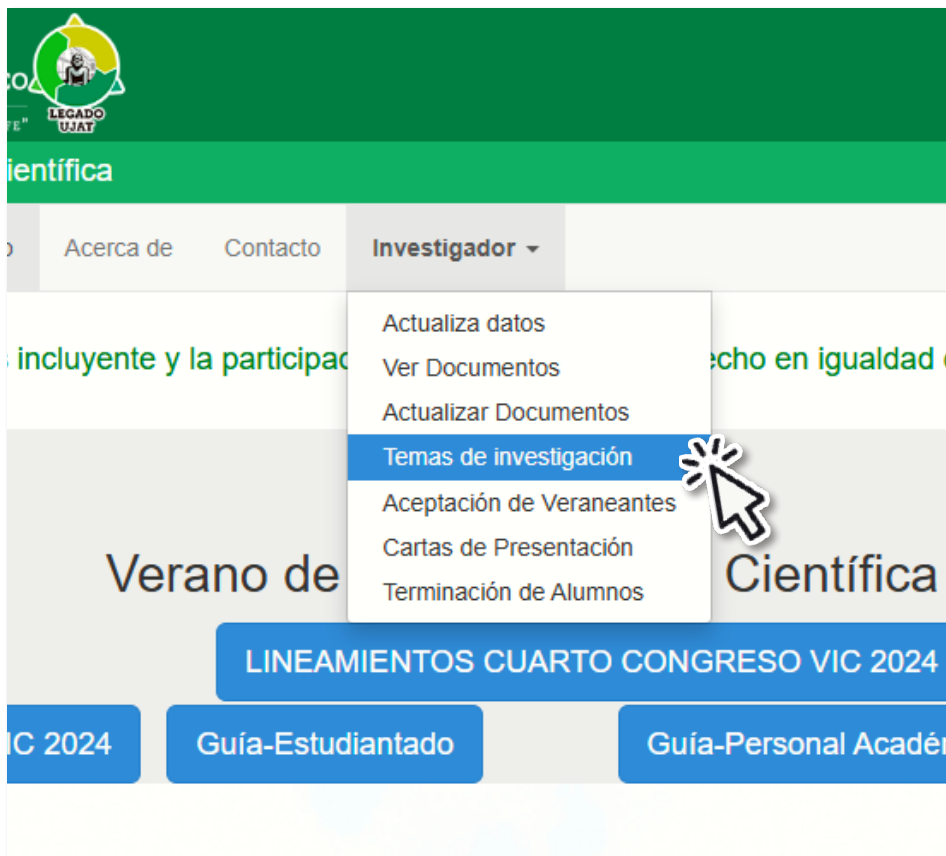 LEGADO
UJAT
ientífica
Acerca de Contacto Investigador
Actualiza datos
incluyente y la participac echo en igualdad
Ver Documentos
Actualizar Documentos
Temas de investigación
Aceptación de Veraneantes
Cartas de Presentación
Verano de Científica
Terminación de Alumnos
LINEAMIENTOS CUARTO CONGRESO VIC 2024
IC 2024 Guía-Estudiantado Guía-Personal Acadé